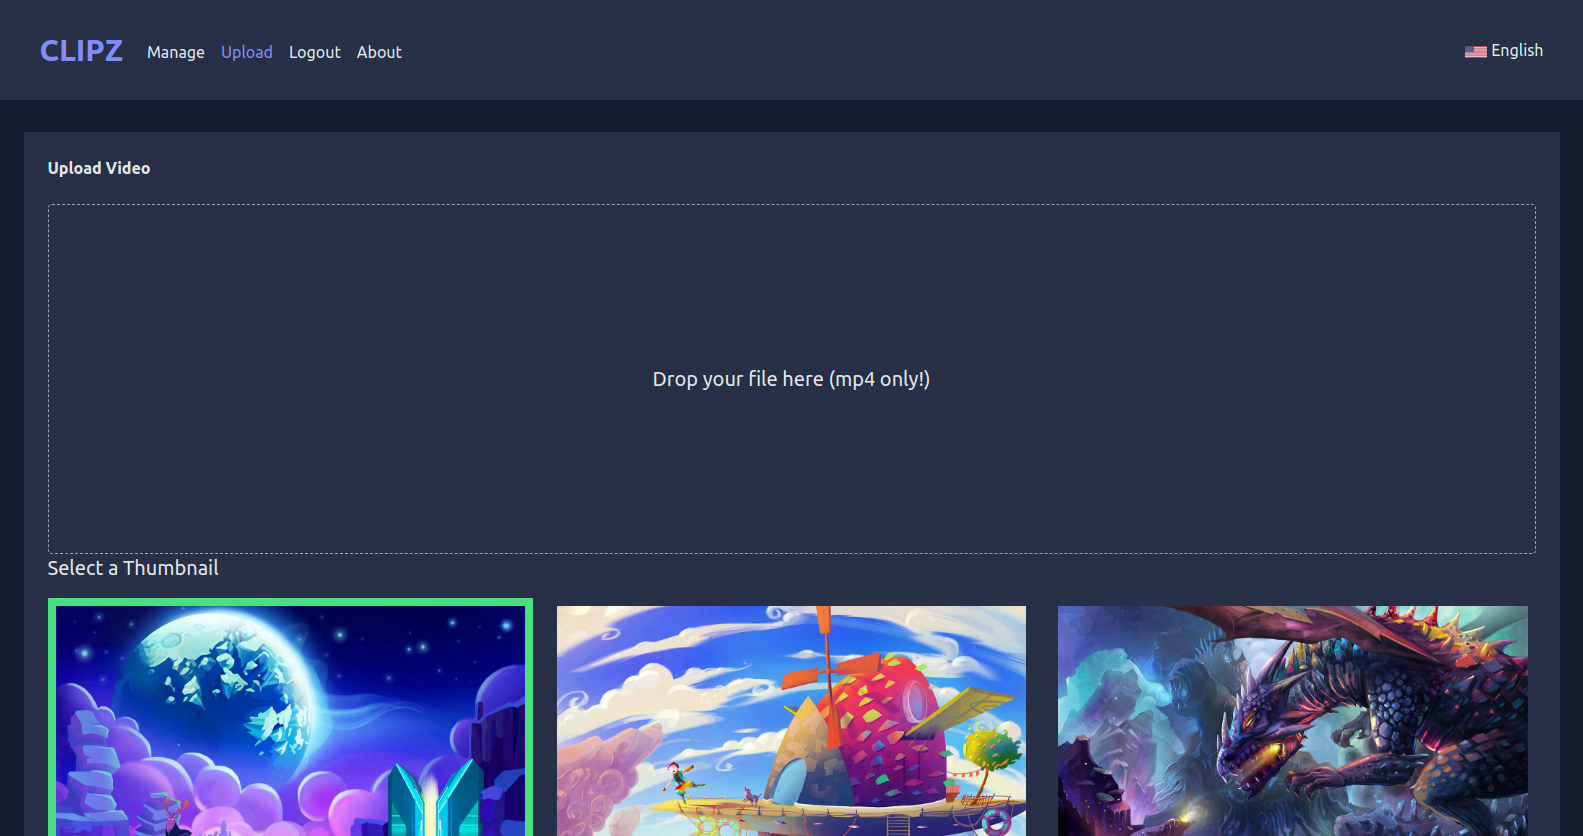 CLIPZ Manage Upload Logout About English
Upload Video
Drop your file here (mp4 only!)
Select a Thumbnail